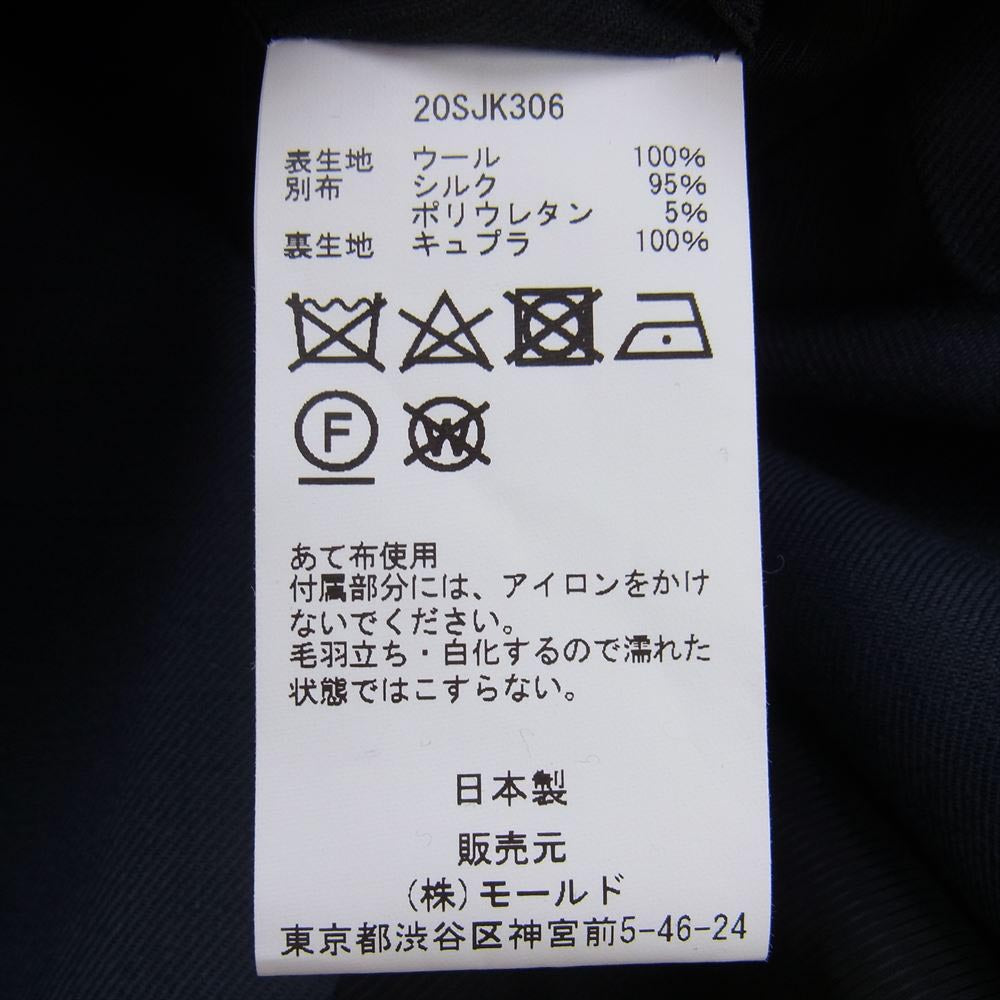 20SJK306
表生地 ウール 100%
別布 シルク 95%
ポリウレタン 5%
裏生地 キュプラ 100%
F W
あて布使用
付属部分には、アイロンをかけ
ないでください。
毛羽立ち・白化するので濡れた
状態ではこすらない。
日本製
販売元
(株)モールド
東京都渋谷区神宮前5-46-24